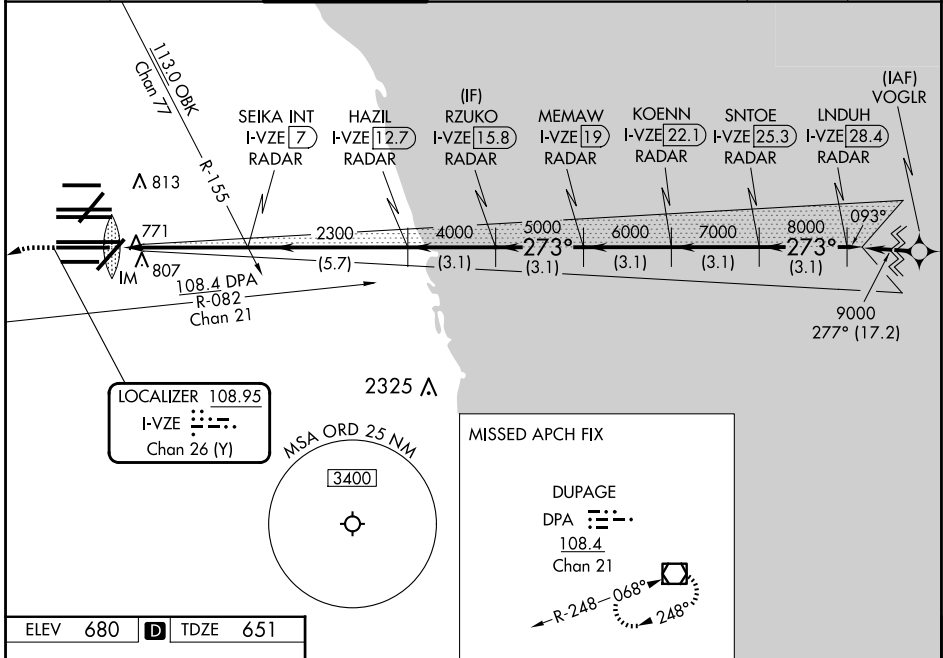 113.0 OBK
Chan 77
R-155
SEIKA INT
I-VZE 7
RADAR
HAZIL
I-VZE 12.7
RADAR
(IF)
RZUKO
I-VZE 15.8
RADAR
MEMAW
I-VZE 19
RADAR
KOENN
I-VZE 22.1
RADAR
SNTOE
I-VZE 25.3
RADAR
LNDUH
I-VZE 28.4
RADAR
(IAF)
VOGLR
813
771
807
IM
2300
4000
5000
6000
7000
8000
093°
273°
273°
(5.7)
(3.1)
(3.1)
(3.1)
(3.1)
(3.1)
9000
277° (17.2)
108.4 DPA
R-082
Chan 21
LOCALIZER 108.95
I-VZE
Chan 26 (Y)
2325
MSA ORD 25 NM
3400
MISSED APCH FIX
DUPAGE
DPA
108.4
Chan 21
R-248
068°
248°
ELEV 680 D TDZE 651